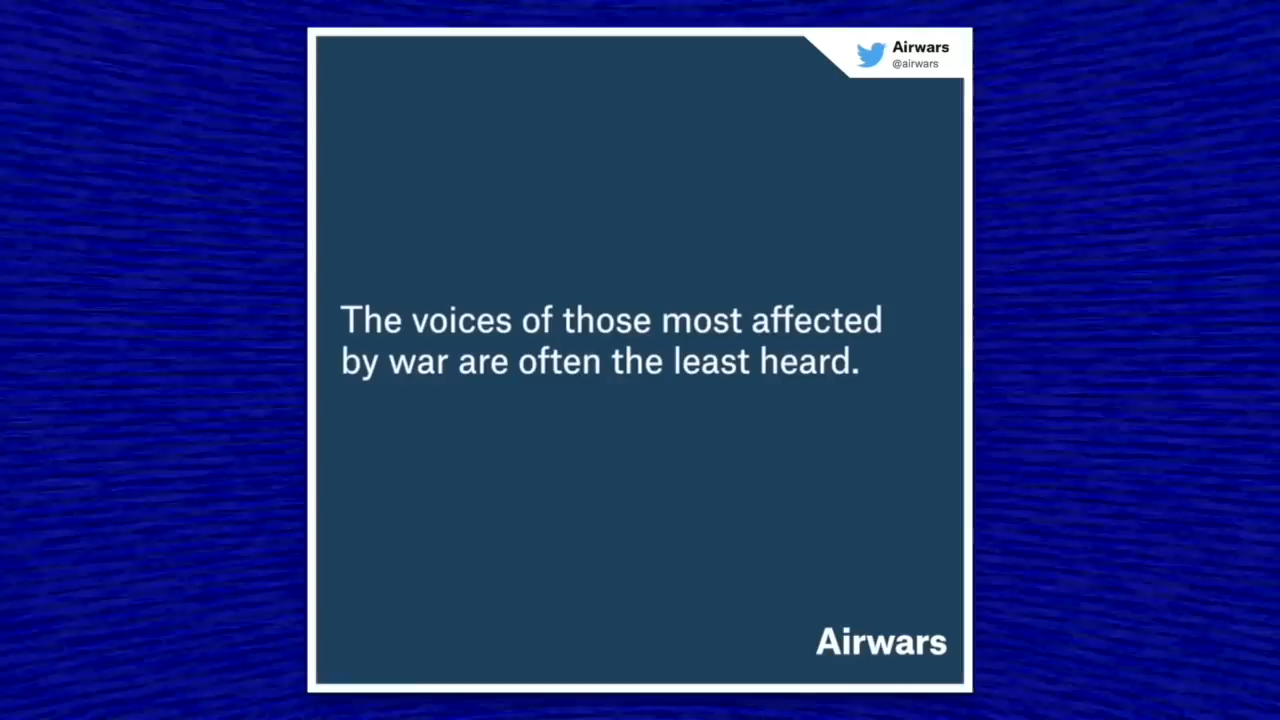 Airwars
@airwars
The voices of those most affected
by war are often the least heard.
Airwars